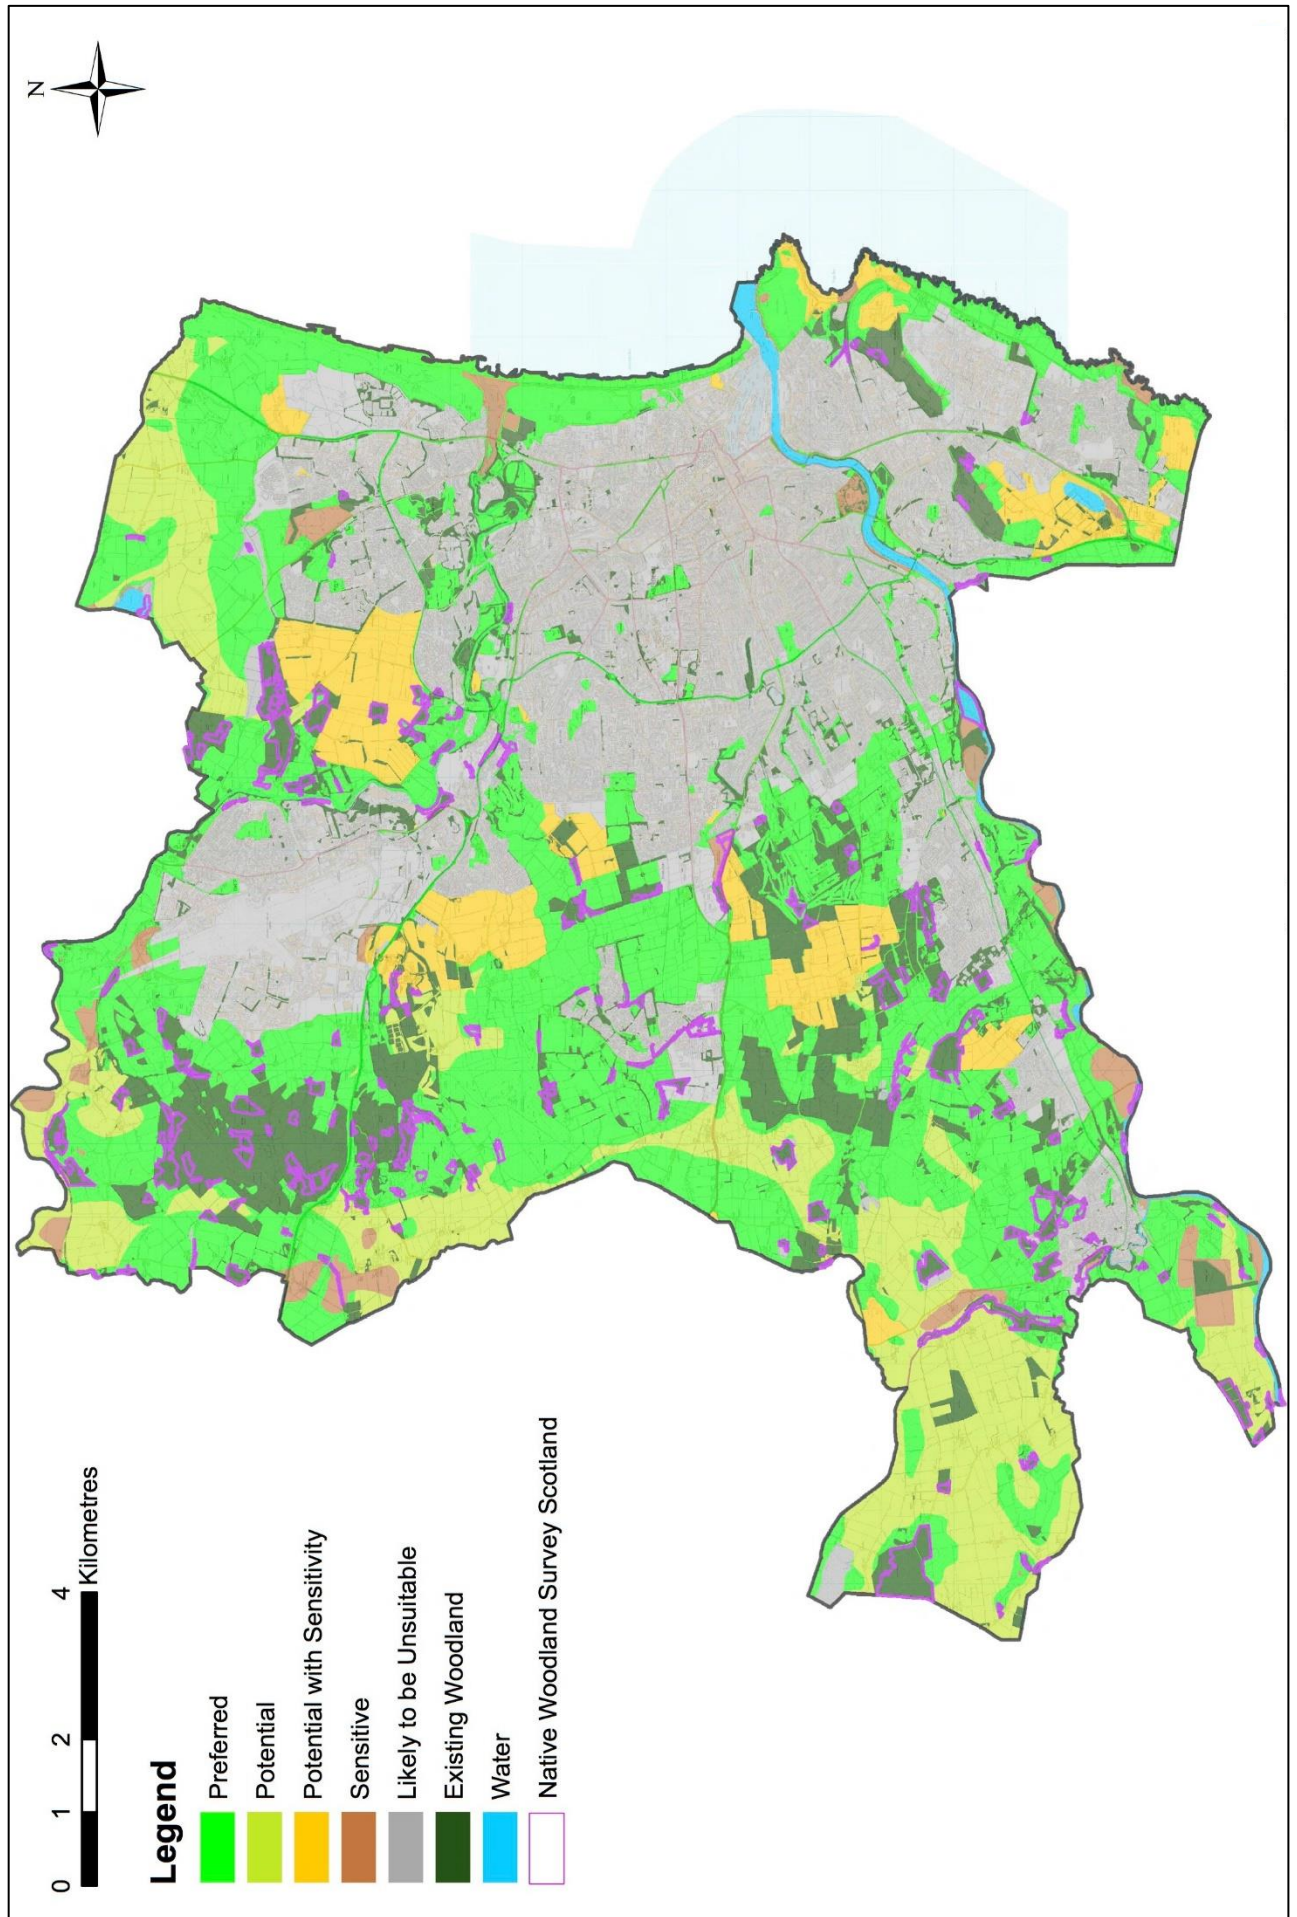 N
0 1 2 4
Kilometres
Legend
Preferred
Potential
Potential with Sensitivity
Sensitive
Likely to be Unsuitable
Existing Woodland
Water
Native Woodland Survey Scotland